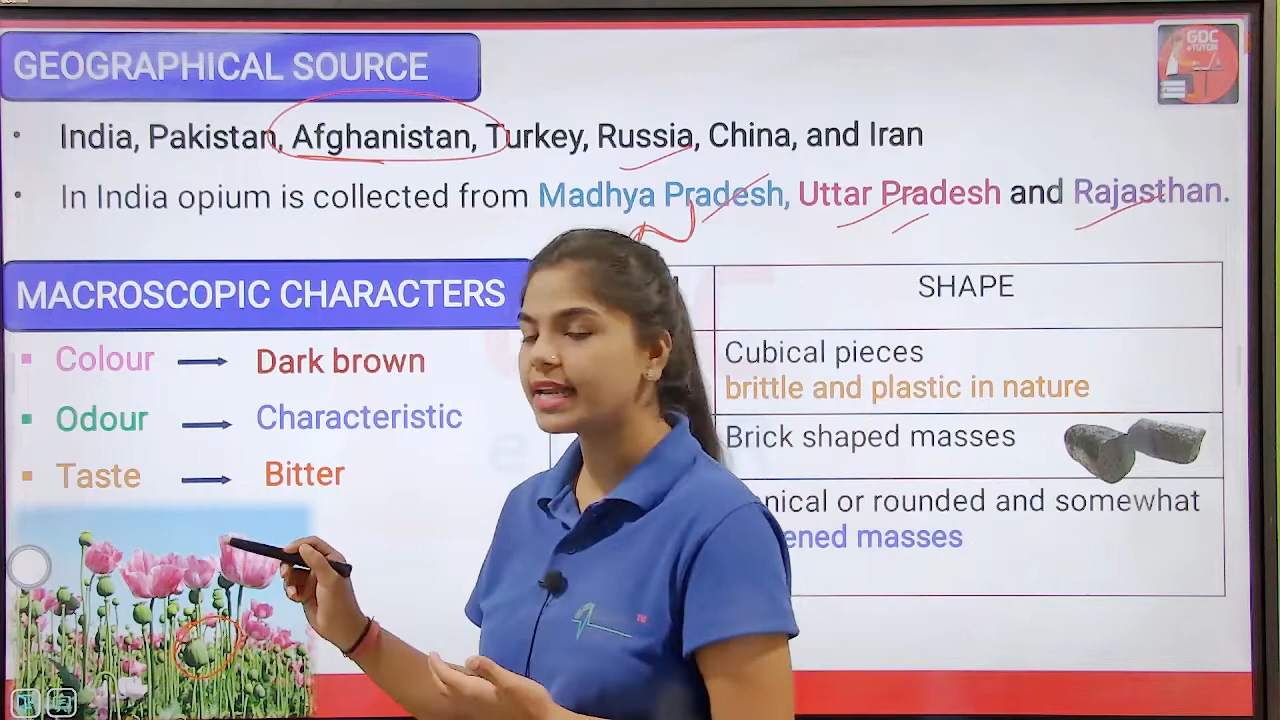 GEOGRAPHICAL SOURCE
GDC
eTUTOR
• India, Pakistan, Afghanistan, Turkey, Russia, China, and Iran
• In India opium is collected from Madhya Pradesh, Uttar Pradesh and Rajasthan.
MACROSCOPIC CHARACTERS
SHAPE
▪ Colour → Dark brown
▪ Odour → Characteristic
▪ Taste → Bitter
Cubical pieces
brittle and plastic in nature
Brick shaped masses
or rounded and somewhat
masses